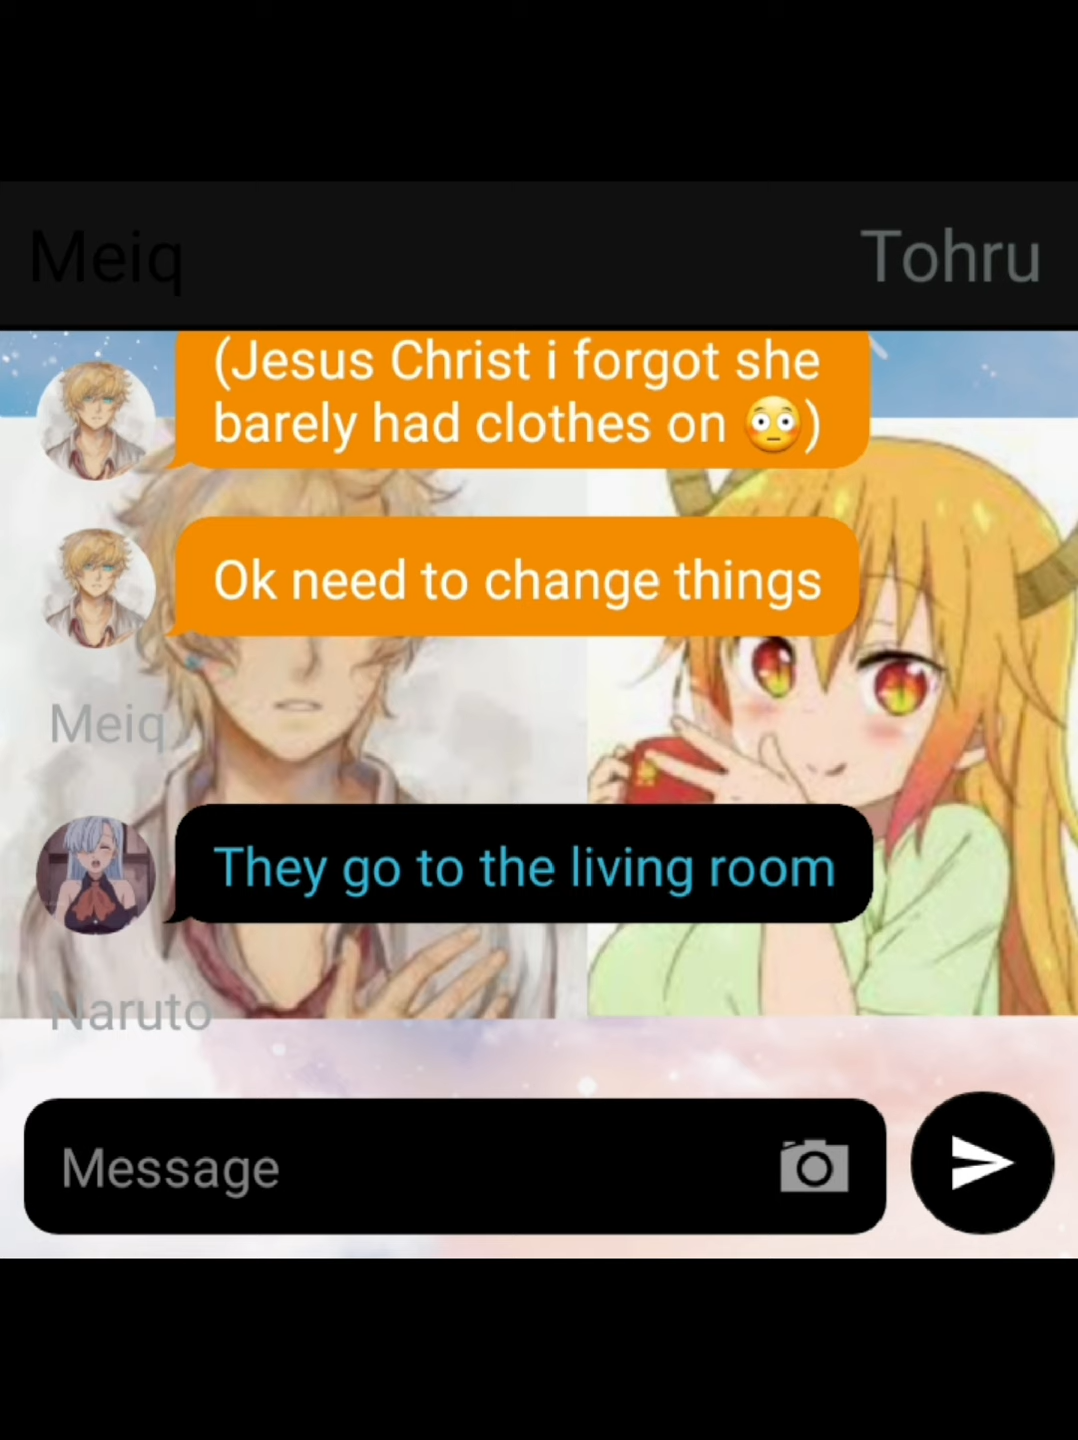 Meiq
Tohru
(Jesus Christ i forgot she
barely had clothes on 😳)
Ok need to change things
Meiq
They go to the living room
Naruto
Message